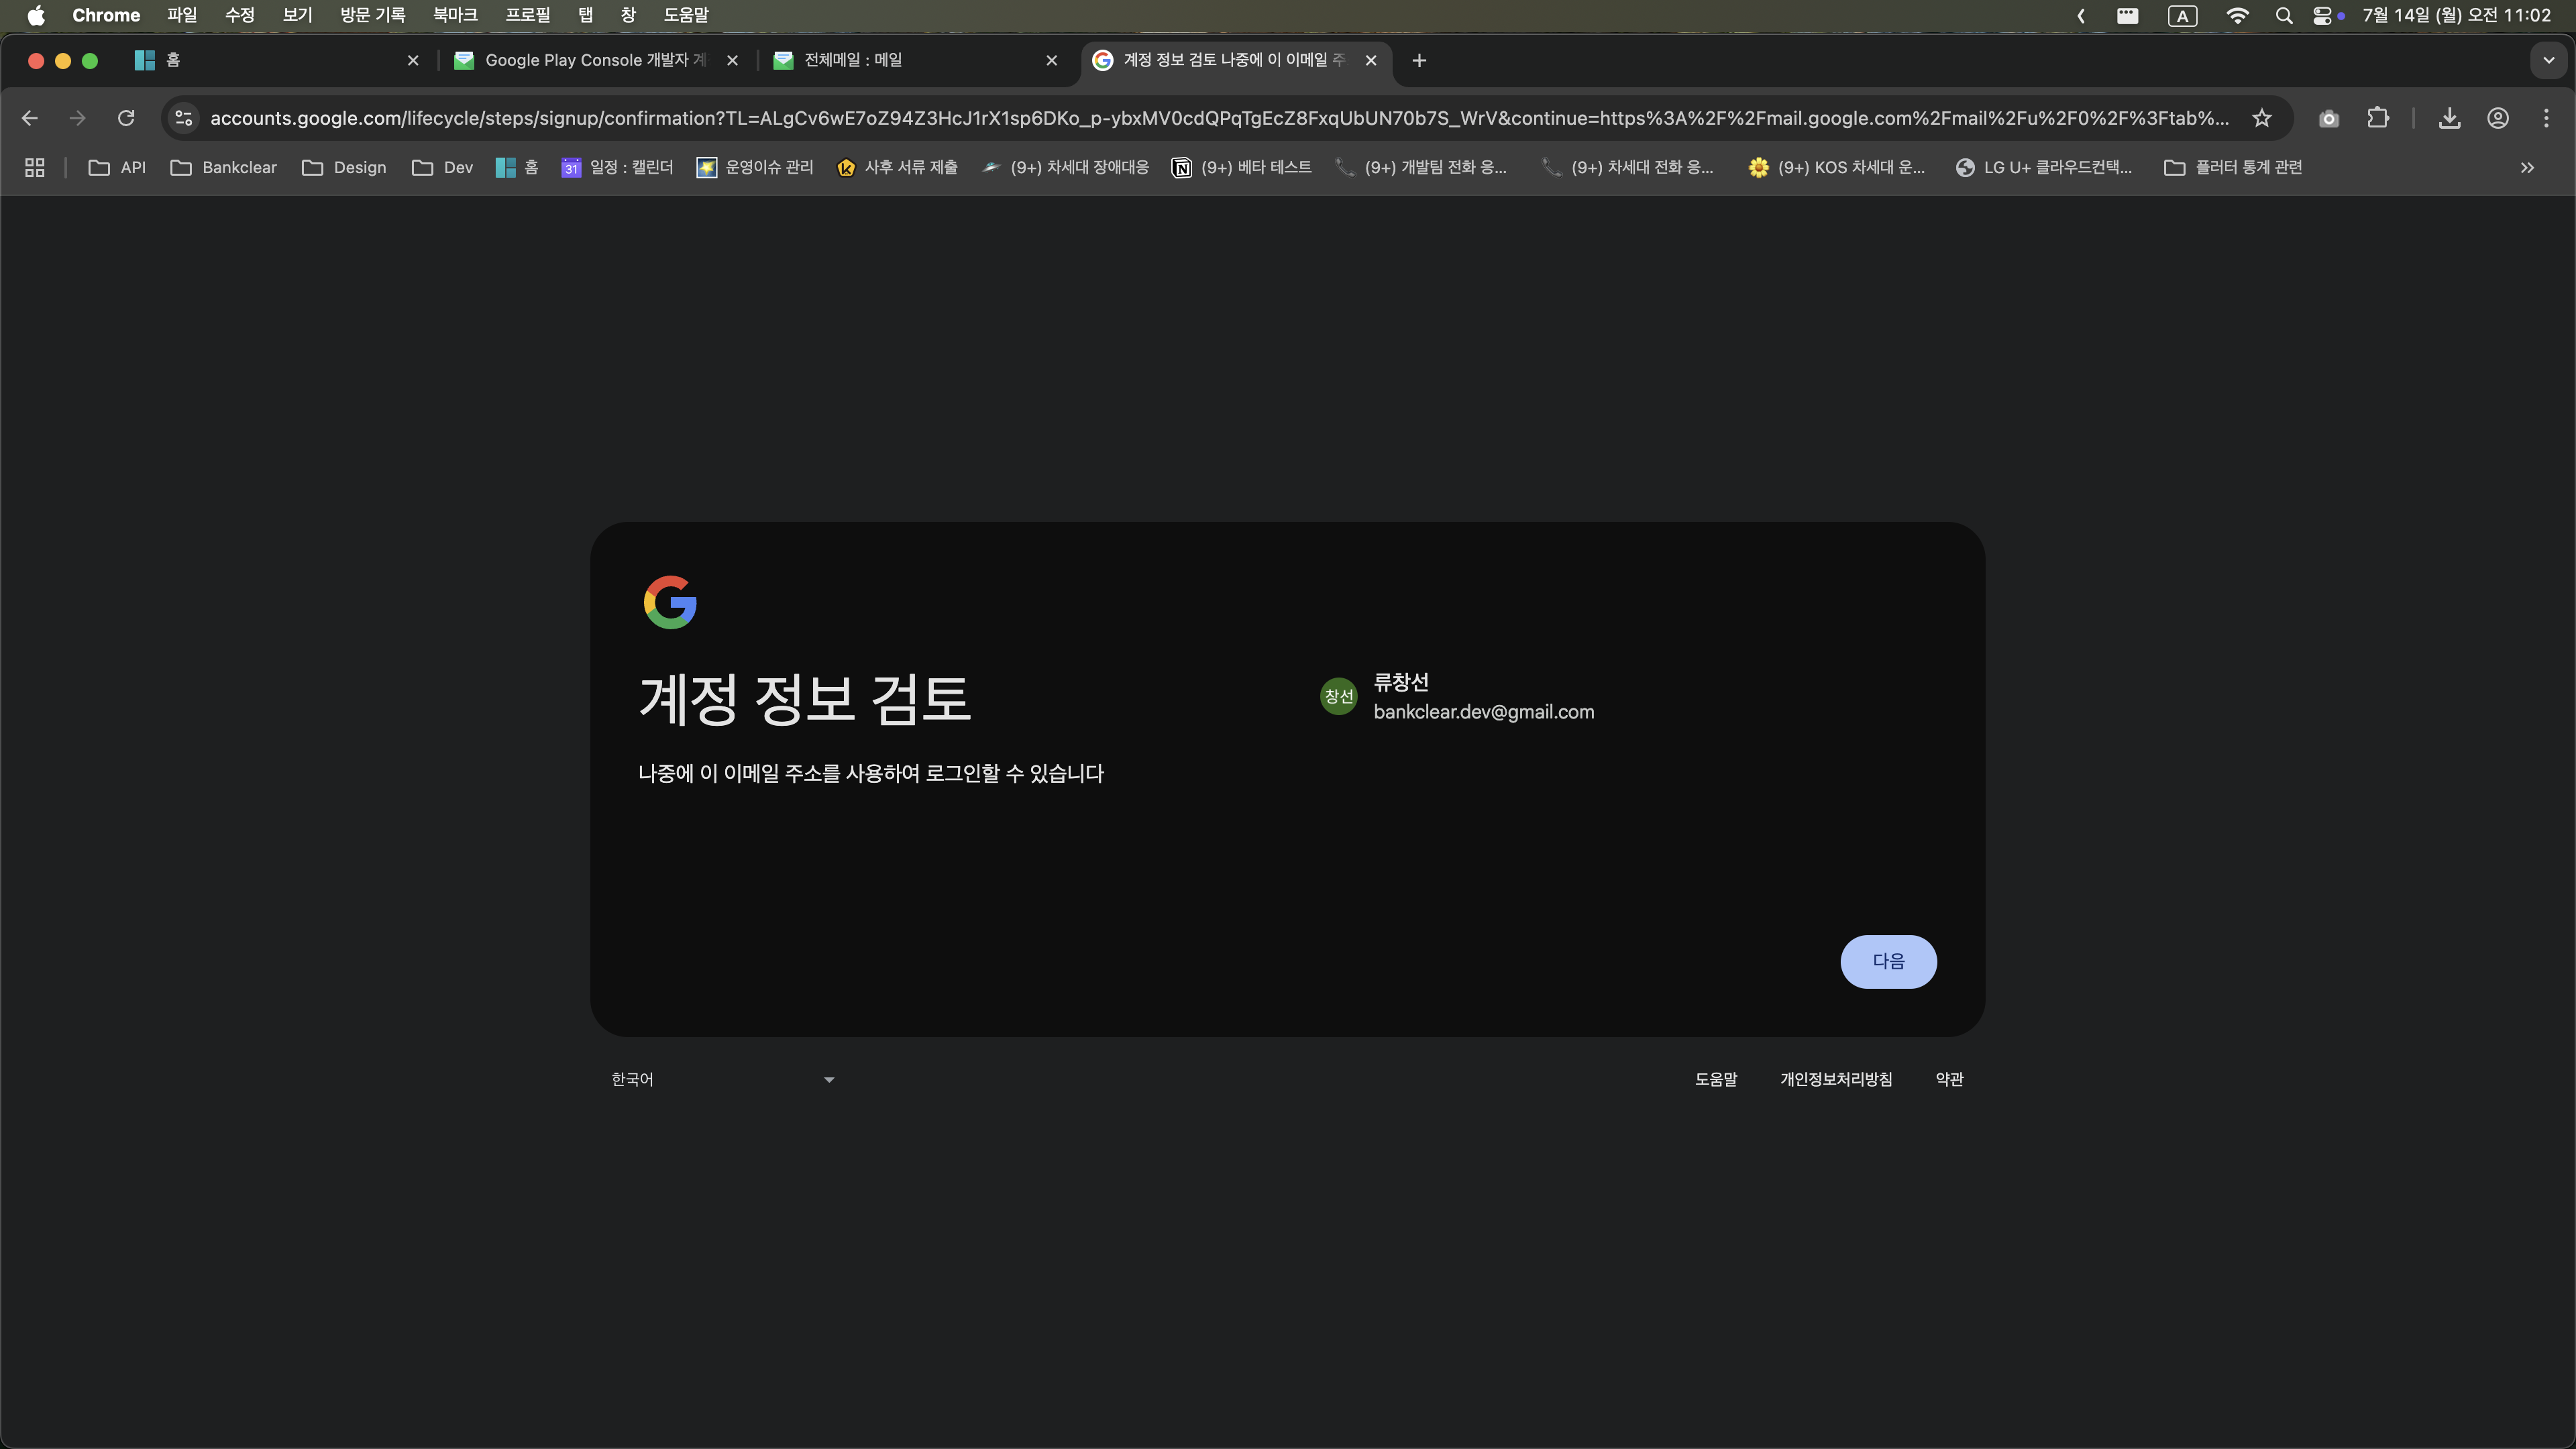 Chrome 파일 수정 보기 방문 기록 북마크 프로필 탭 창 도움말 A 7월 14일 (월) 오전 11:02
홈 Google Play Console 개발자 계 전체메일 : 메일 계정 정보 검토 나중에 이 이메일 주
accounts.google.com/lifecycle/steps/signup/confirmation?TL=ALgCv6wE7oZ94Z3HcJ1rX1sp6DKo_p-ybxMV0cdQPqTgEcZ8FxqUbUN70b7S_WrV&continue=https%3A%2F%2Fmail.google.com%2Fmail%2Fu%2F0%2F%3Ftab%...
API Bankclear Design Dev 홈 31 일정 : 캘린더 운영이슈 관리 사후 서류 제출 (9+) 차세대 장애대응 (9+) 베타 테스트 (9+) 개발팀 전화 응... (9+) 차세대 전화 응... (9+) KOS 차세대 운... LG U+ 클라우드컨택... 플러터 통계 관련
계정 정보 검토
나중에 이 이메일 주소를 사용하여 로그인할 수 있습니다
창선
류창선
bankclear.dev@gmail.com
다음
한국어 도움말 개인정보처리방침 약관